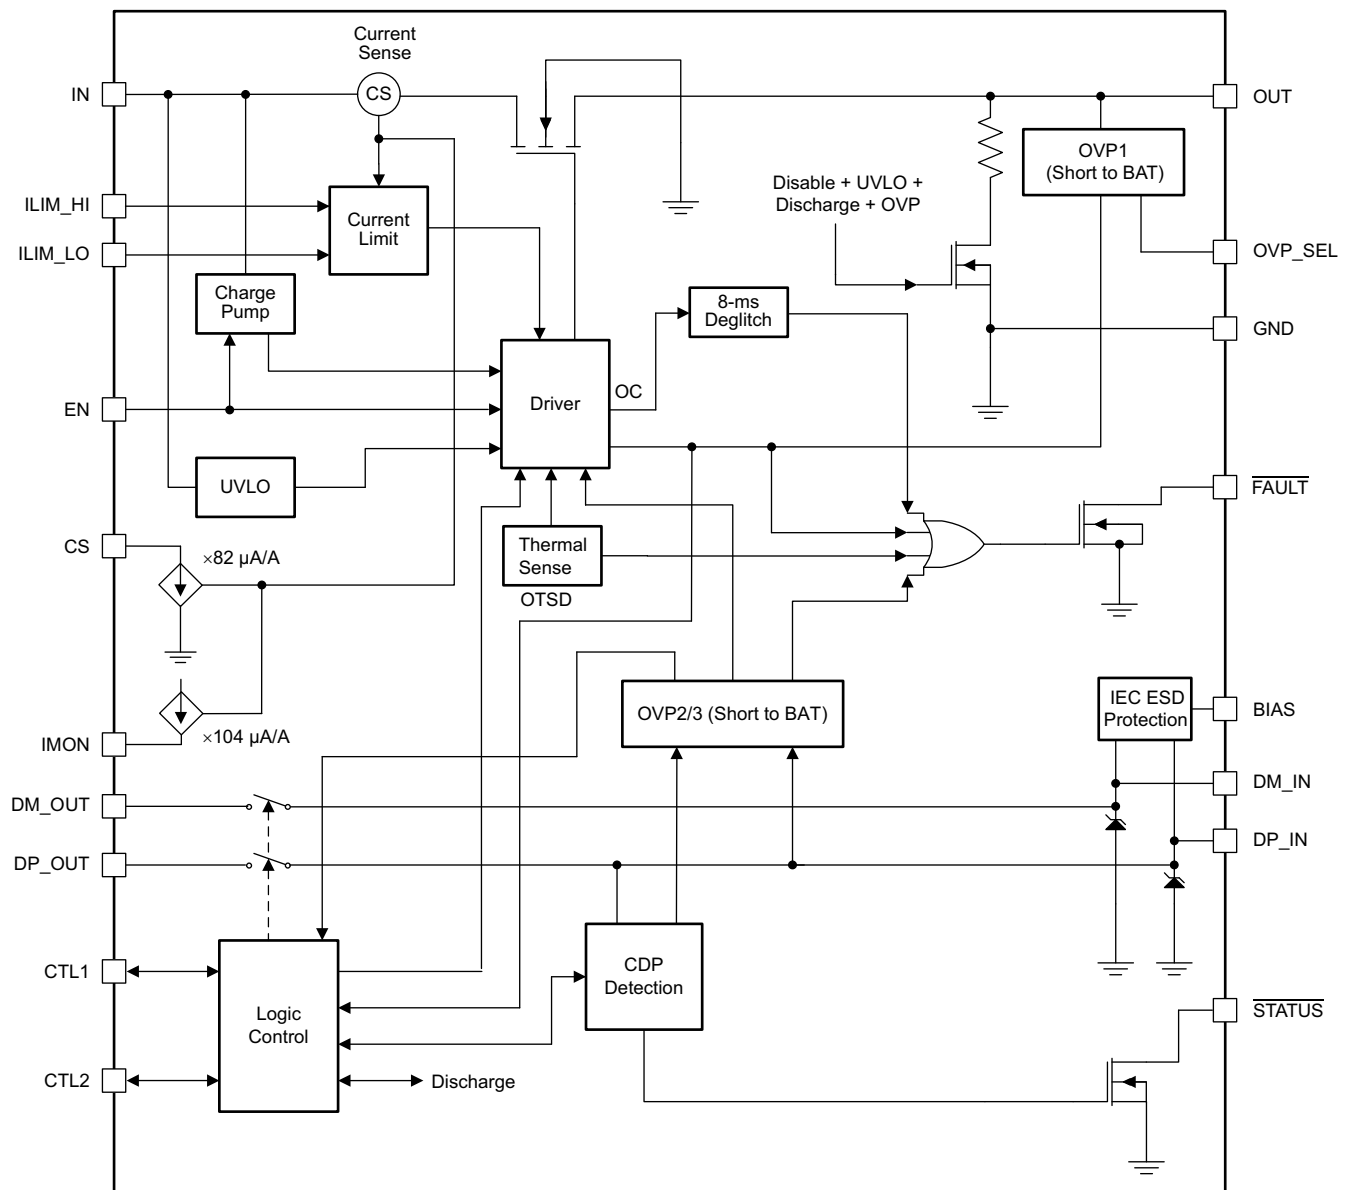 Current
Sense
IN
CS
OUT
OVP1
(Short to BAT)
Disable + UVLO +
Discharge + OVP
ILIM_HI
ILIM_LO
Current
Limit
OVP_SEL
Charge
Pump
8-ms
Deglitch
GND
EN
Driver
OC
UVLO
FAULT
CS
×82 µA/A
Thermal
Sense
OTSD
OVP2/3 (Short to BAT)
IEC ESD
Protection
BIAS
IMON
×104 µA/A
DM_IN
DM_OUT
DP_IN
DP_OUT
CTL1
CDP
Detection
Logic
Control
STATUS
CTL2
Discharge